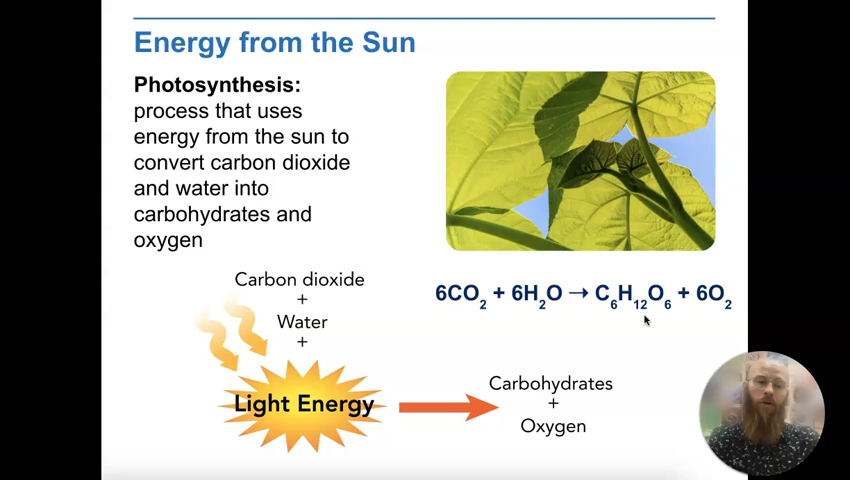 Energy from the Sun
Photosynthesis:
process that uses
energy from the sun to
convert carbon dioxide
and water into
carbohydrates and
oxygen
Carbon dioxide
+
Water
+
Light Energy
6CO₂ + 6H₂O → C₆H₁₂O₆ + 6O₂
Carbohydrates
+
Oxygen